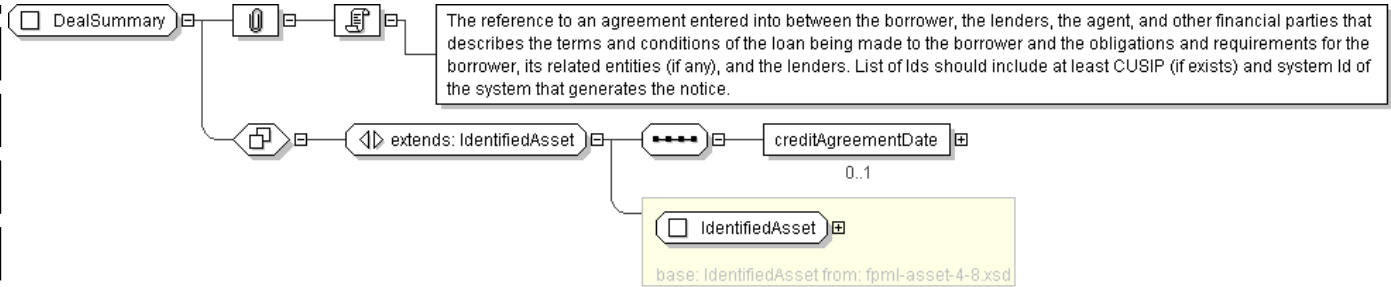 DealSummary
The reference to an agreement entered into between the borrower, the lenders, the agent, and other financial parties that
describes the terms and conditions of the loan being made to the borrower and the obligations and requirements for the
borrower, its related entities (if any), and the lenders. List of Ids should include at least CUSIP (if exists) and system Id of
the system that generates the notice.
extends: IdentifiedAsset
creditAgreementDate
0..1
IdentifiedAsset
base: IdentifiedAsset from: fpml-asset-4-8.xsd